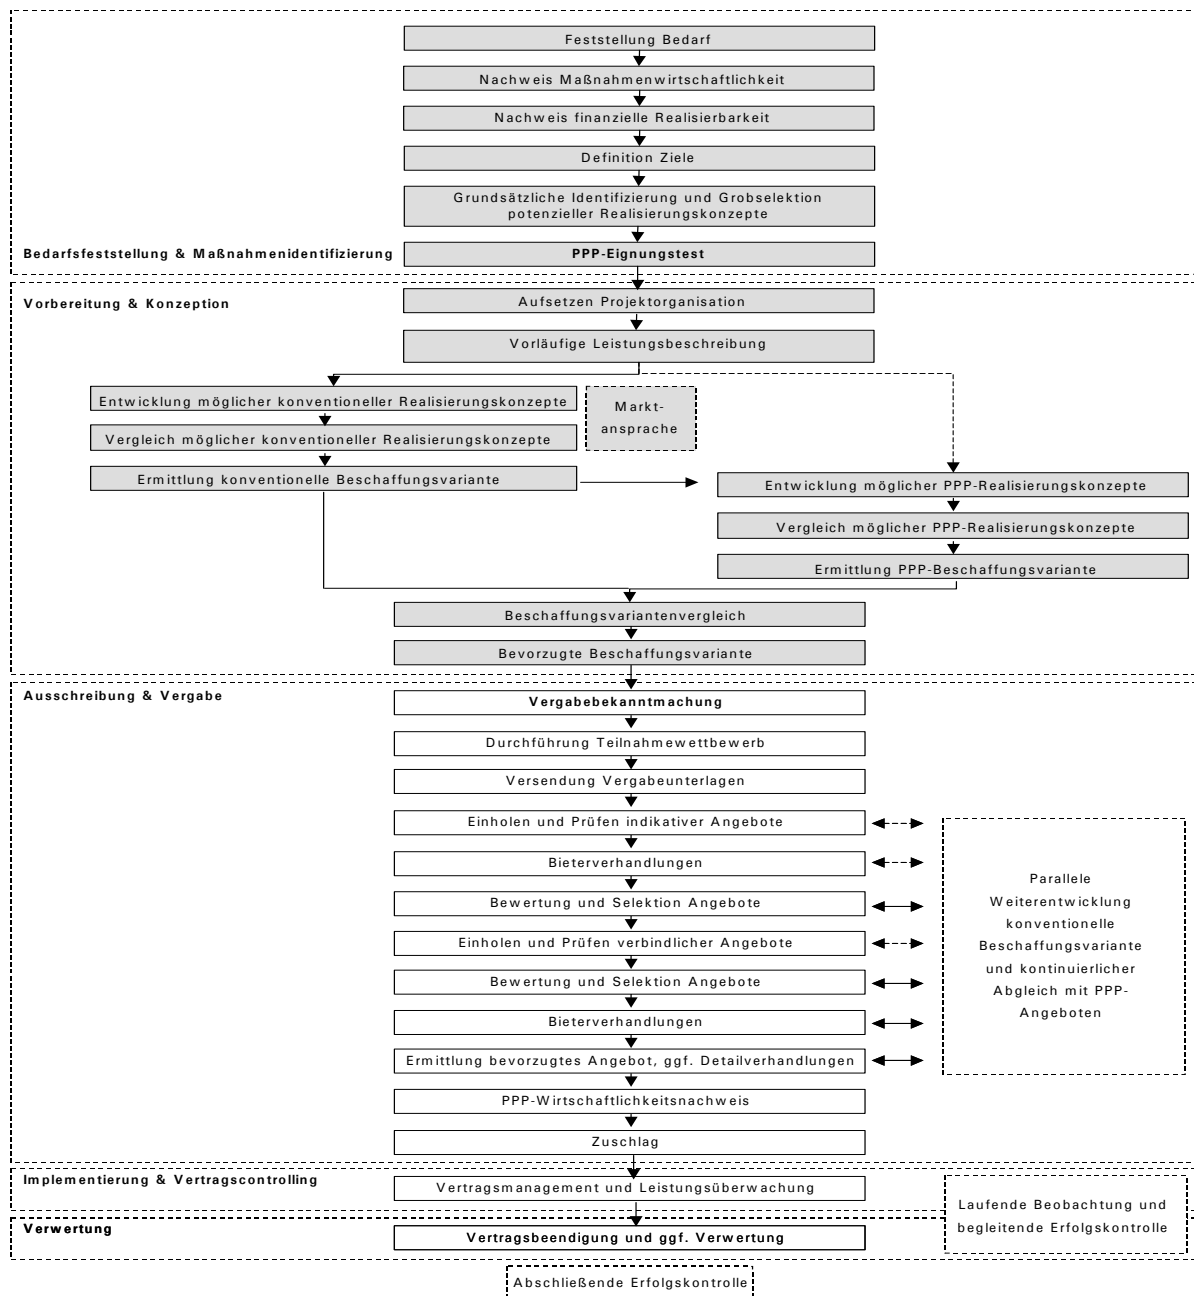 Feststellung Bedarf
Nachweis Maßnahmenwirtschaftlichkeit
Nachweis finanzielle Realisierbarkeit
Definition Ziele
Grundsätzliche Identifizierung und Grobselektion
potenzieller Realisierungskonzepte
Bedarfsfeststellung & Maßnahmenidentifizierung
PPP-Eignungstest
Vorbereitung & Konzeption
Aufsetzen Projektorganisation
Vorläufige Leistungsbeschreibung
Entwicklung möglicher konventioneller Realisierungskonzepte
Vergleich möglicher konventioneller Realisierungskonzepte
Ermittlung konventionelle Beschaffungsvariante
Markt-
ansprache
Entwicklung möglicher PPP-Realisierungskonzepte
Vergleich möglicher PPP-Realisierungskonzepte
Ermittlung PPP-Beschaffungsvariante
Beschaffungsvariantenvergleich
Bevorzugte Beschaffungsvariante
Ausschreibung & Vergabe
Vergabebekanntmachung
Durchführung Teilnahmewettbewerb
Versendung Vergabeunterlagen
Einholen und Prüfen indikativer Angebote
Bieterverhandlungen
Bewertung und Selektion Angebote
Einholen und Prüfen verbindlicher Angebote
Bewertung und Selektion Angebote
Bieterverhandlungen
Ermittlung bevorzugtes Angebot, ggf. Detailverhandlungen
PPP-Wirtschaftlichkeitsnachweis
Zuschlag
Parallele
Weiterentwicklung
konventionelle
Beschaffungsvariante
und kontinuierlicher
Abgleich mit PPP-
Angeboten
Implementierung & Vertragscontrolling
Vertragsmanagement und Leistungsüberwachung
Verwertung
Vertragsbeendigung und ggf. Verwertung
Laufende Beobachtung und
begleitende Erfolgskontrolle
Abschließende Erfolgskontrolle